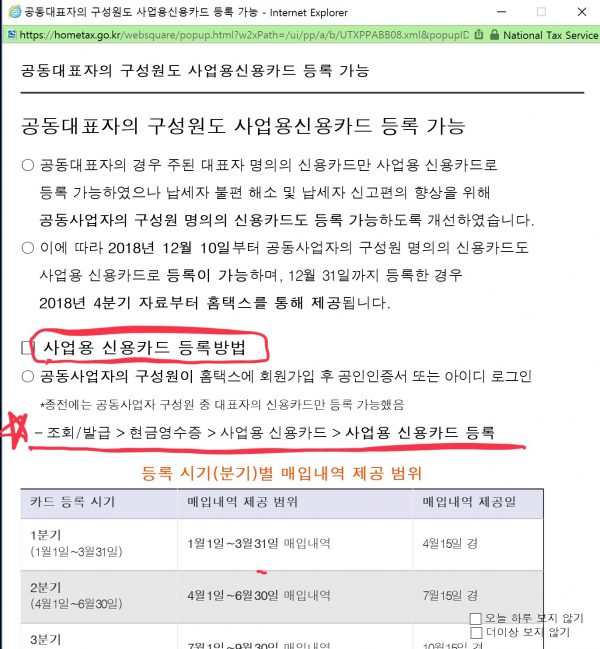 공동대표자의 구성원도 사업용신용카드 등록 가능 - Internet Explorer
https://hometax.go.kr/websquare/popup.html?w2xPath=/ui/pp/a/b/UTXPPABB08.xml&popupID
National Tax Service
공동대표자의 구성원도 사업용신용카드 등록 가능
공동대표자의 구성원도 사업용신용카드 등록 가능
○ 공동대표자의 경우 주된 대표자 명의의 신용카드만 사업용 신용카드로
등록 가능하였으나 납세자 불편 해소 및 납세자 신고편의 향상을 위해
공동사업자의 구성원 명의의 신용카드도 등록 가능하도록 개선하였습니다.
○ 이에 따라 2018년 12월 10일부터 공동사업자의 구성원 명의의 신용카드도
사업용 신용카드로 등록이 가능하며, 12월 31일까지 등록한 경우
2018년 4분기 자료부터 홈택스를 통해 제공됩니다.
□ 사업용 신용카드 등록방법
○ 공동사업자의 구성원이 홈택스에 회원가입 후 공인인증서 또는 아이디 로그인
*종전에는 공동사업자 구성원 중 대표자의 신용카드만 등록 가능했음
- 조회/발급 > 현금영수증 > 사업용 신용카드 > 사업용 신용카드 등록
등록 시기(분기)별 매입내역 제공 범위
카드 등록 시기 매입내역 제공 범위 매입내역 제공일
1분기
(1월1일~3월31일) 1월1일~3월31일 매입내역 4월15일 경
2분기
(4월1일~6월30일) 4월1일~6월30일 매입내역 7월15일 경
3분기
7월1일~9월30일 매입내역 10월15일 경
오늘 하루 보지 않기
더이상 보지 않기